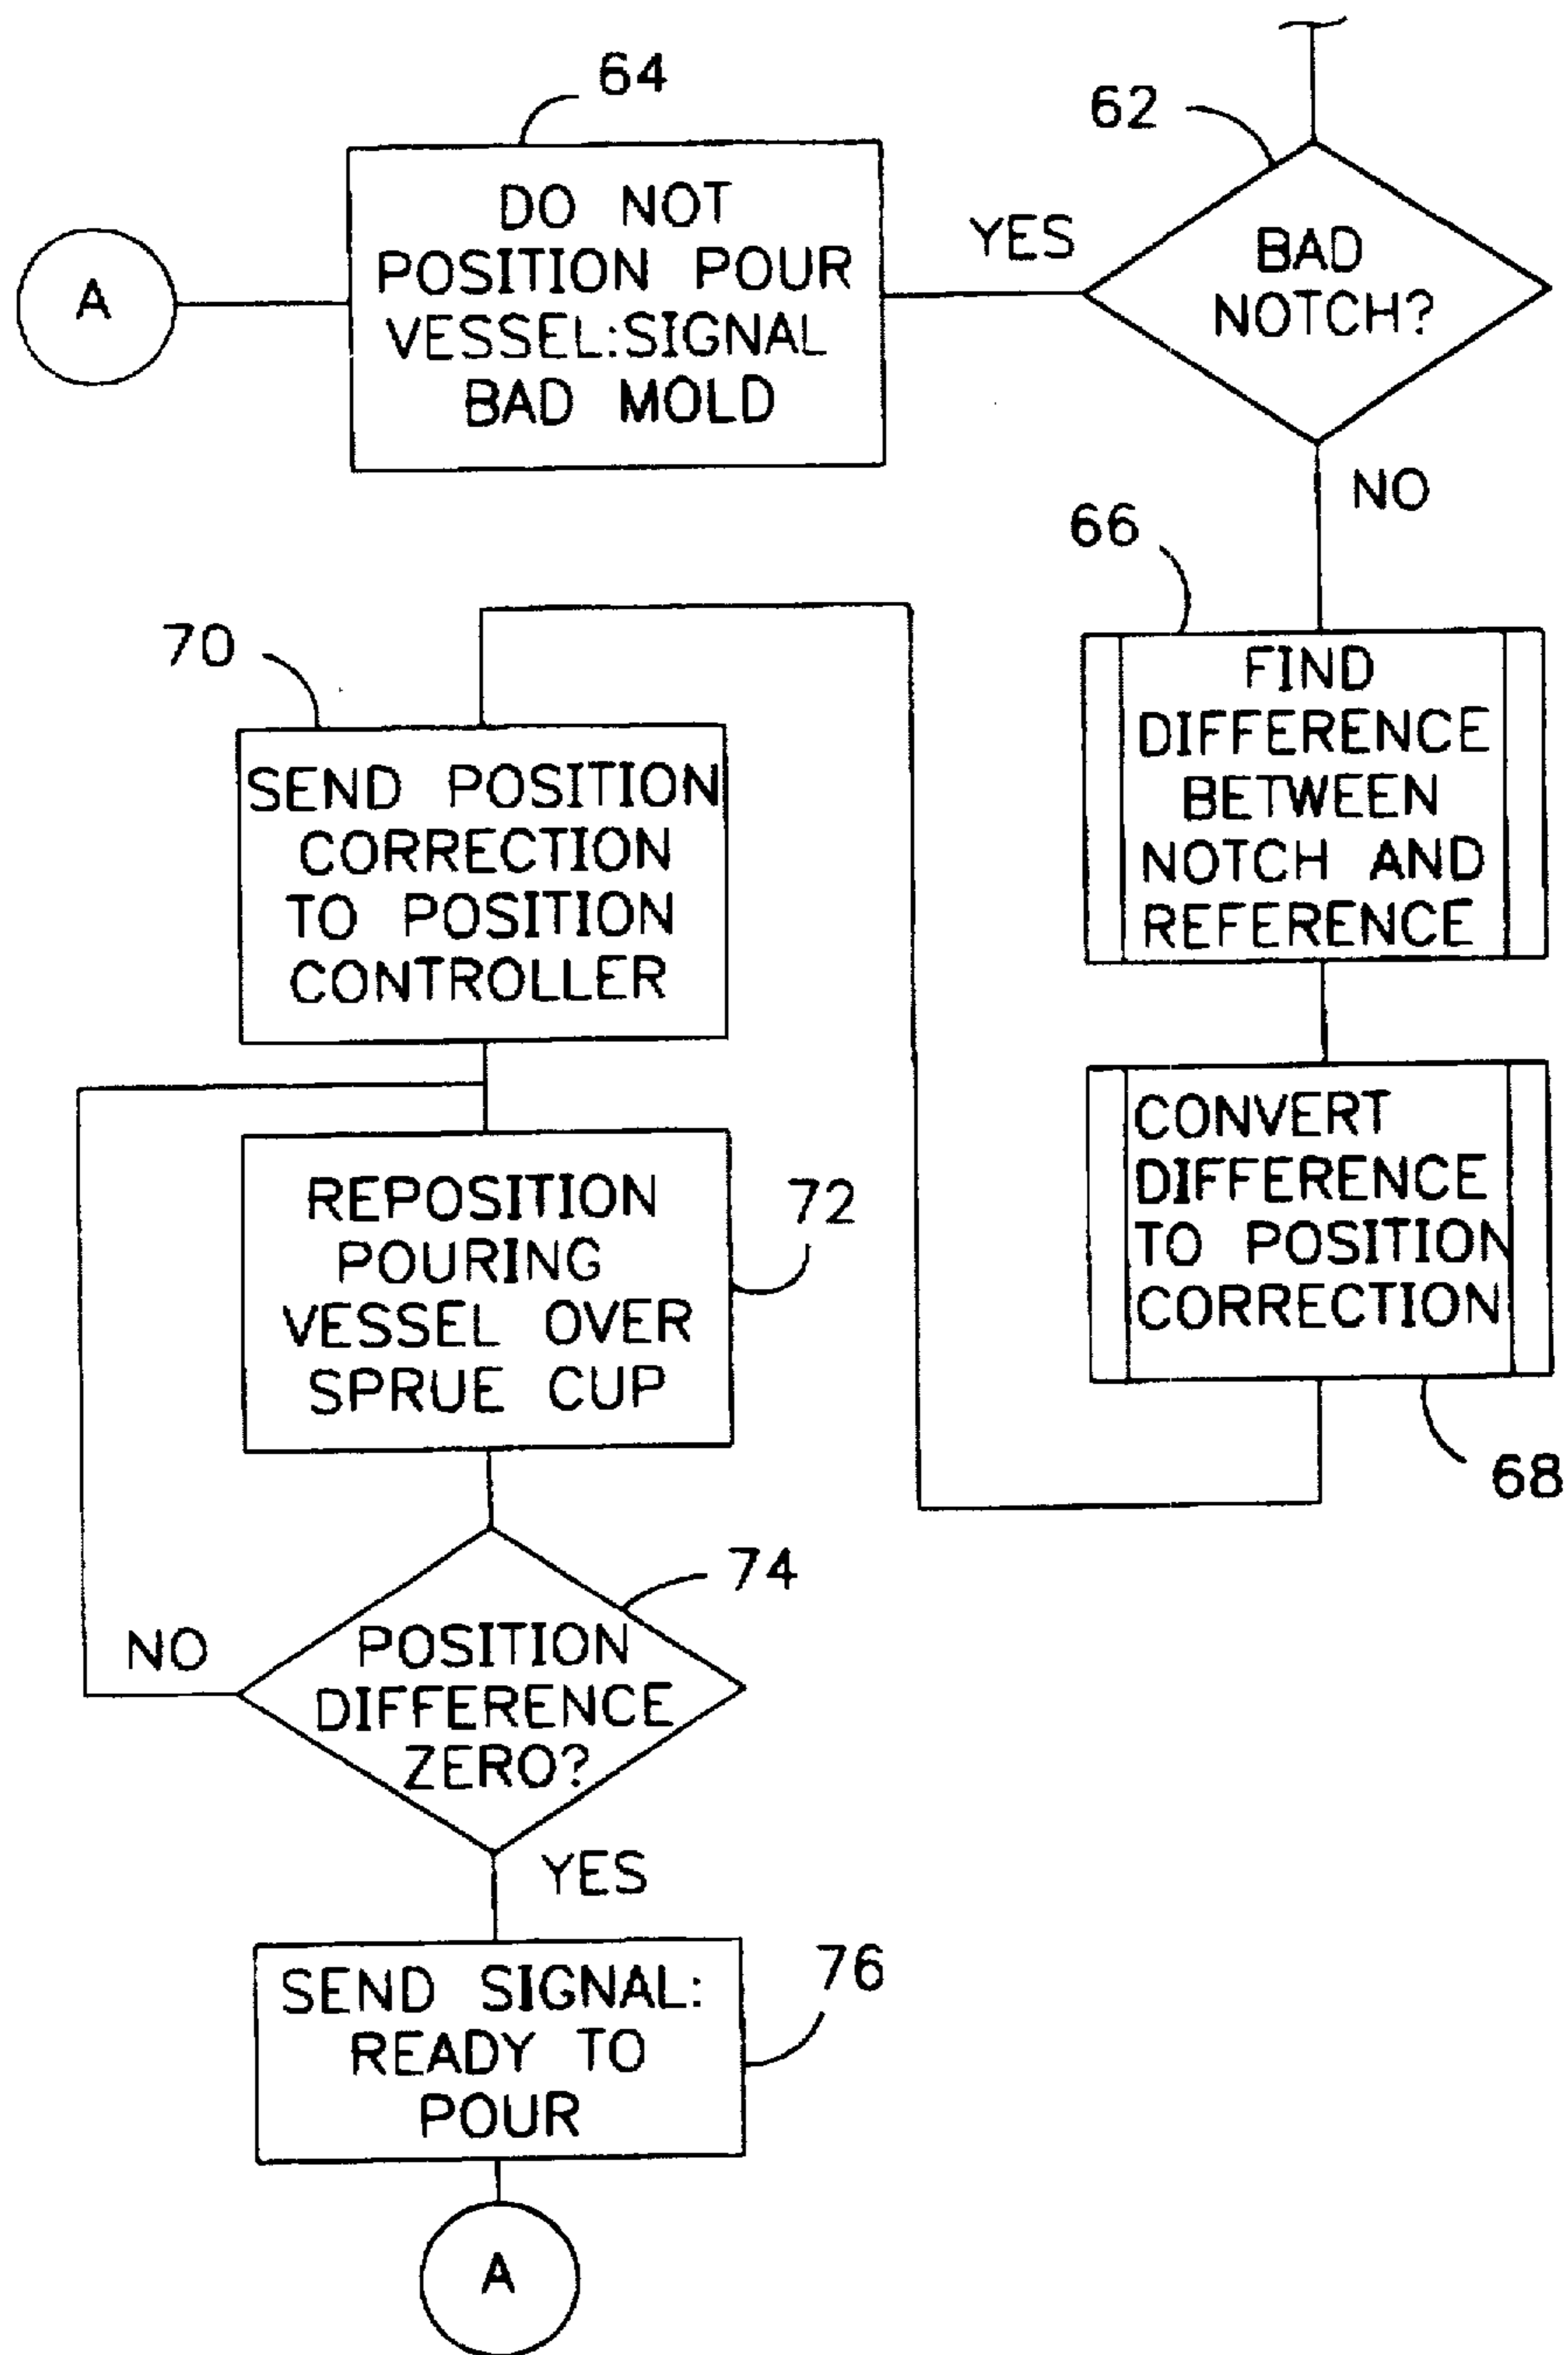 64
DO NOT
POSITION POUR
VESSEL:SIGNAL
BAD MOLD
A
YES
62
BAD
NOTCH?
NO
66
FIND
DIFFERENCE
BETWEEN
NOTCH AND
REFERENCE
CONVERT
DIFFERENCE
TO POSITION
CORRECTION
68
70
SEND POSITION
CORRECTION
TO POSITION
CONTROLLER
REPOSITION
POURING
VESSEL OVER
SPRUE CUP
72
74
POSITION
DIFFERENCE
ZERO?
NO
YES
SEND SIGNAL:
READY TO
POUR
76
A